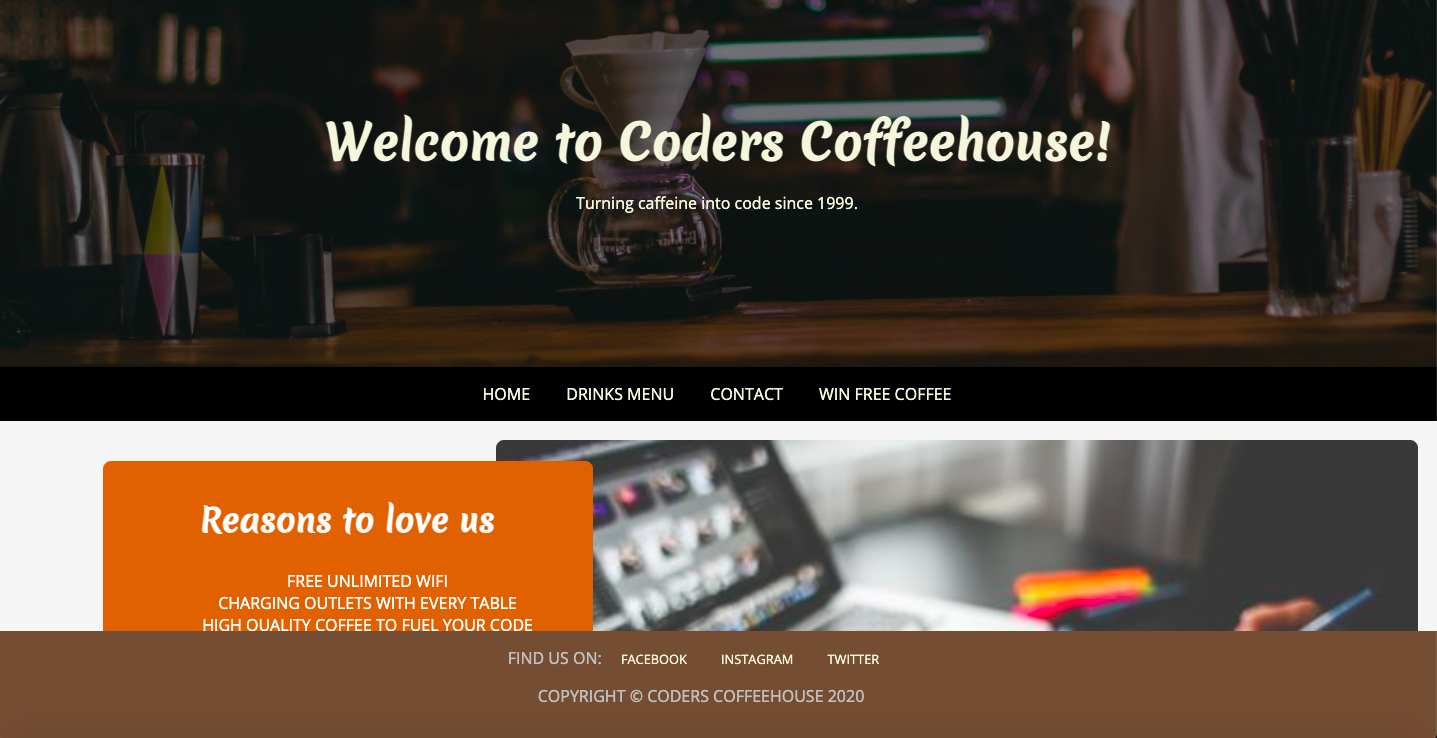 Welcome to Coders Coffeehouse!
Turning caffeine into code since 1999.
HOME DRINKS MENU CONTACT WIN FREE COFFEE
Reasons to love us
FREE UNLIMITED WIFI
CHARGING OUTLETS WITH EVERY TABLE
HIGH QUALITY COFFEE TO FUEL YOUR CODE
FIND US ON: FACEBOOK INSTAGRAM TWITTER
COPYRIGHT © CODERS COFFEEHOUSE 2020